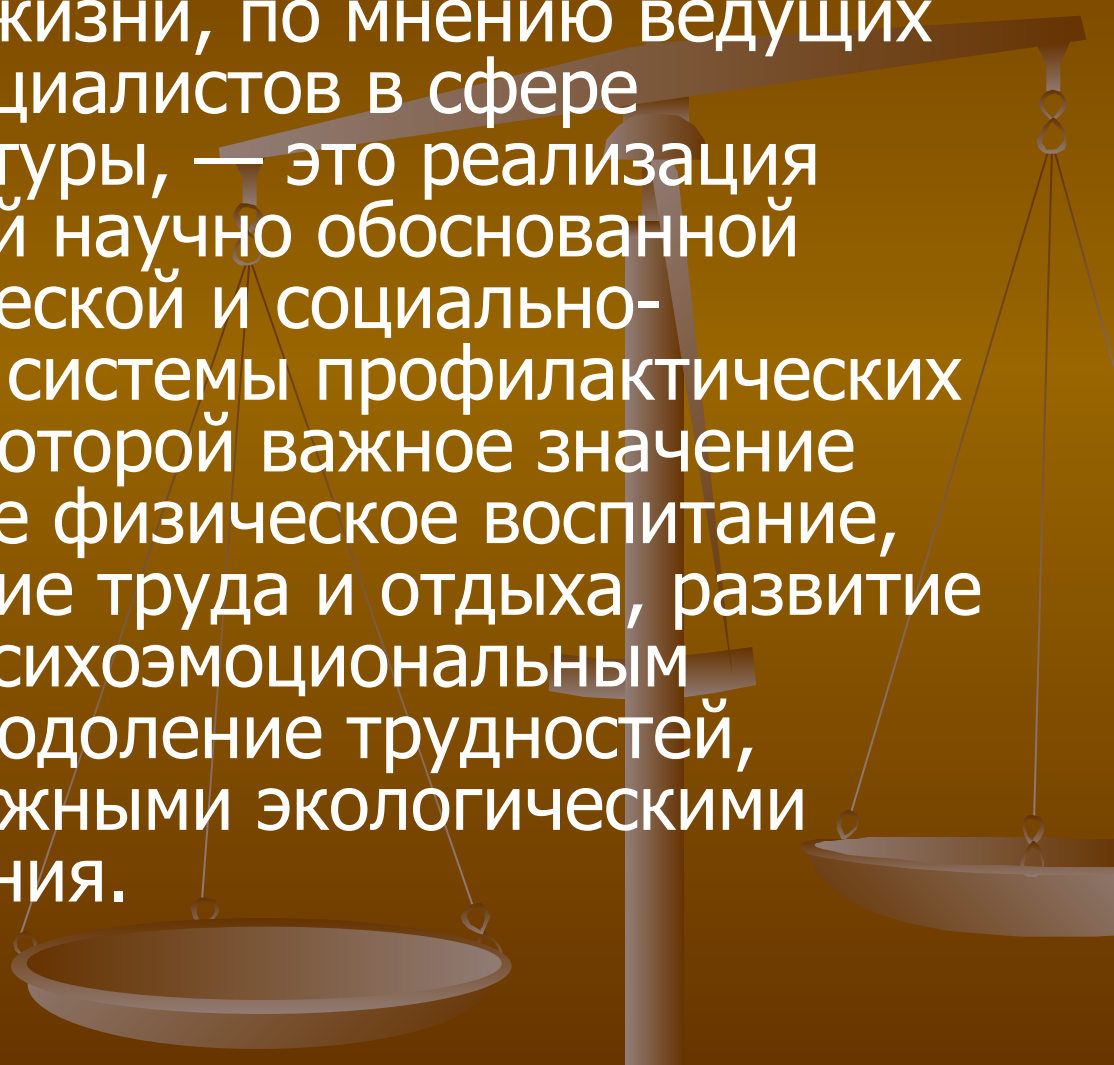 жизни, по мнению ведущих
циалистов в сфере
туры, — это реализация
й научно обоснованной
еской и социально-
системы профилактических
оторой важное значение
е физическое воспитание,
ие труда и отдыха, развитие
сихоэмоциональным
одоление трудностей,
жными экологическими
ния.